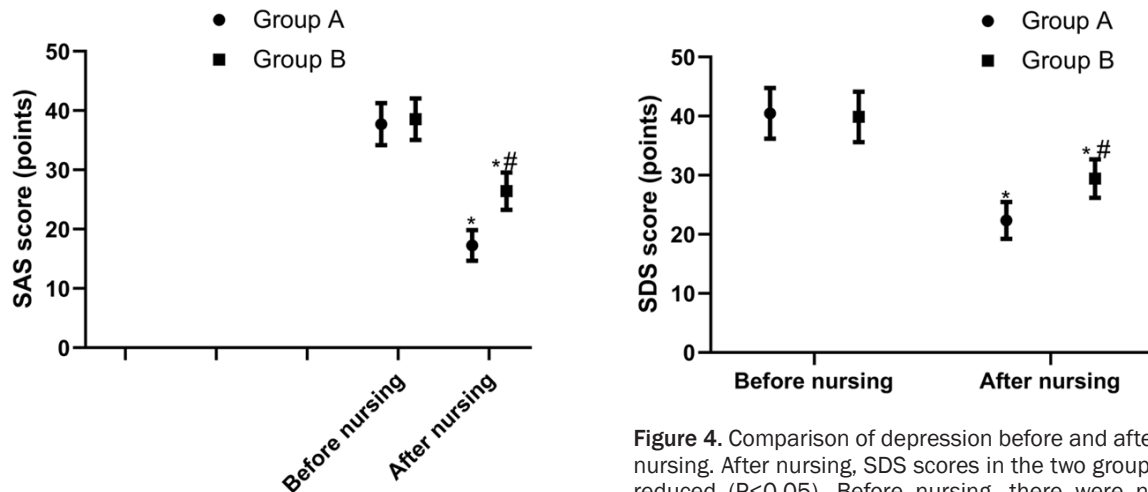 Group A
Group B
50
40
30
20
10
0
SAS score (points)
*
*#
Before nursing
After nursing
Group A
Group B
50
40
30
20
10
0
SDS score (points)
*
*#
Before nursing
After nursing
Figure 4. Comparison of depression before and after
nursing. After nursing, SDS scores in the two group
reduced (P<0.05). Before nursing, there were n